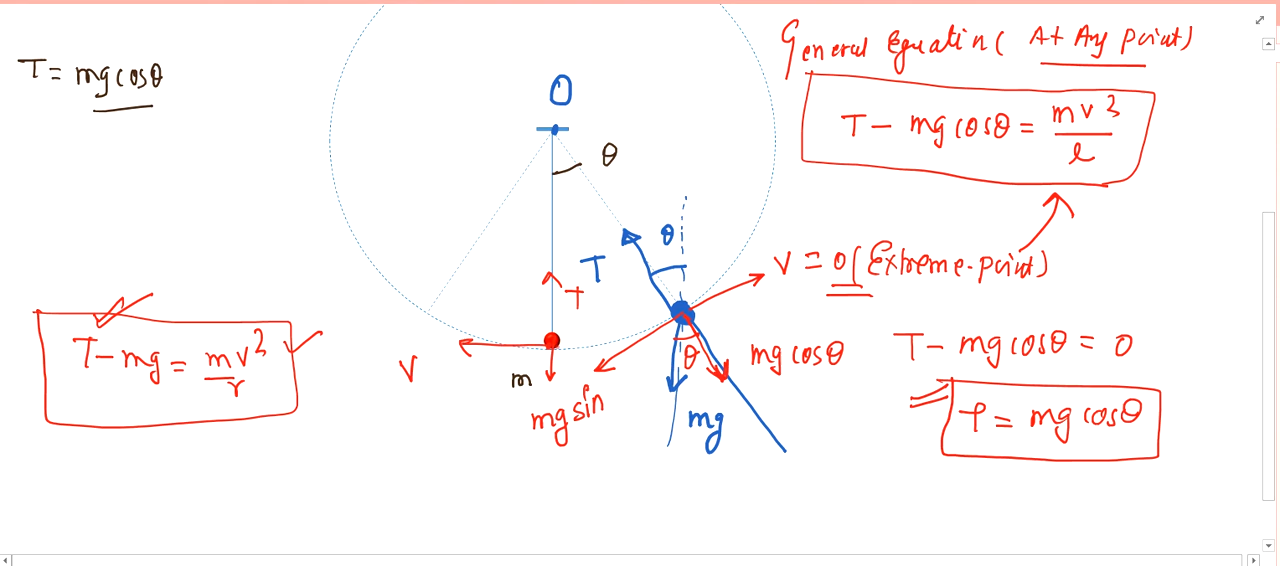 General Equatin( At Any Point)
T = mg cosθ
T - mg cosθ = mv²/l
O
θ
θ
T
V = 0 (Extreme-point)
T
T - mg = mv²/r
T - mg cosθ = 0
V
m
θ
mg cosθ
mg sin
mg
T = mg cosθ